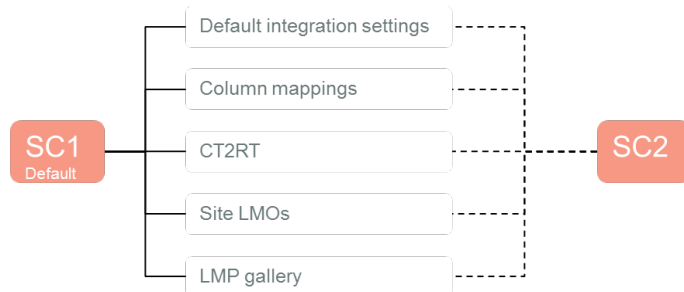 Default integration settings
Column mappings
SC1
Default
CT2RT
SC2
Site LMOs
LMP gallery